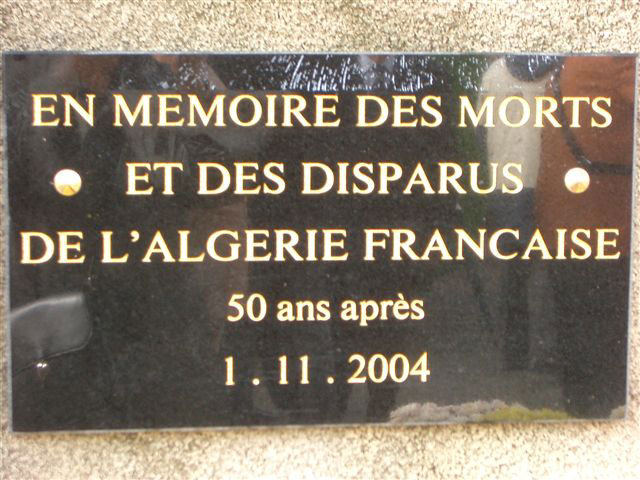 EN MEMOIRE DES MORTS
ET DES DISPARUS
DE L'ALGERIE FRANCAISE
50 ans après
1 . 11 . 2004